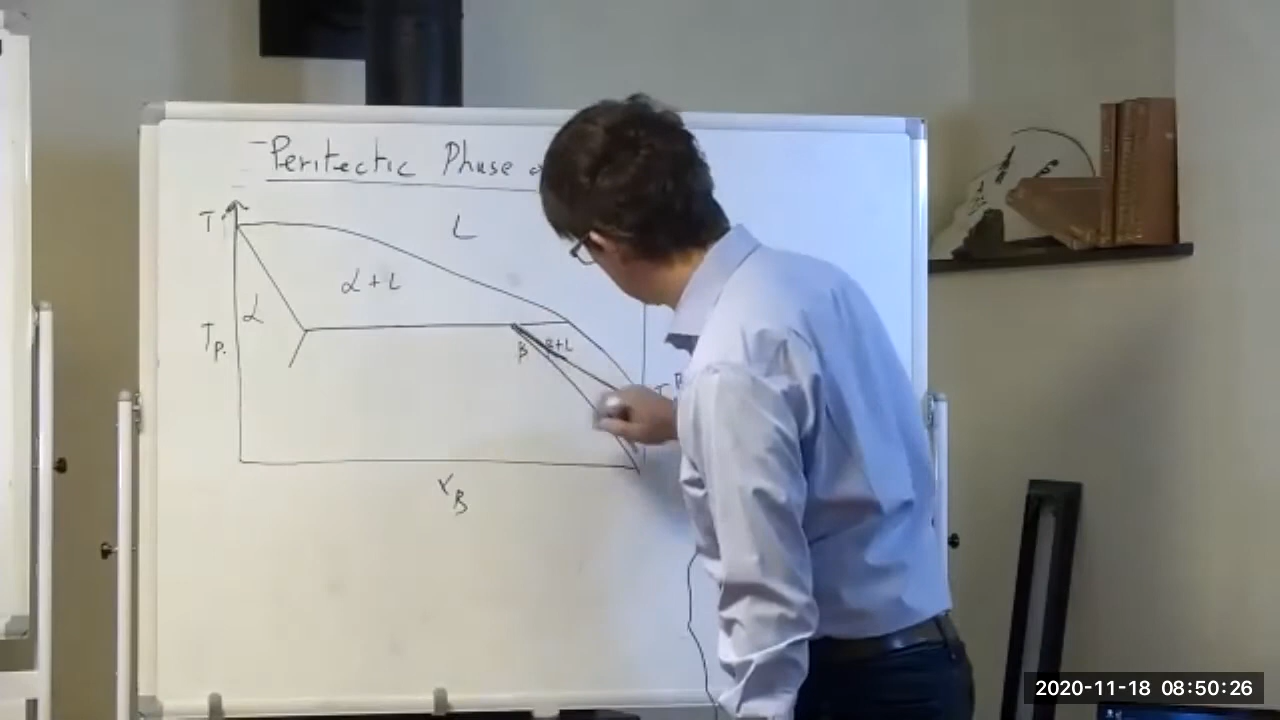 Peritectic Phase
L
T
α+L
α
Tp.
β
β+L
XB
2020-11-18 08:50:26